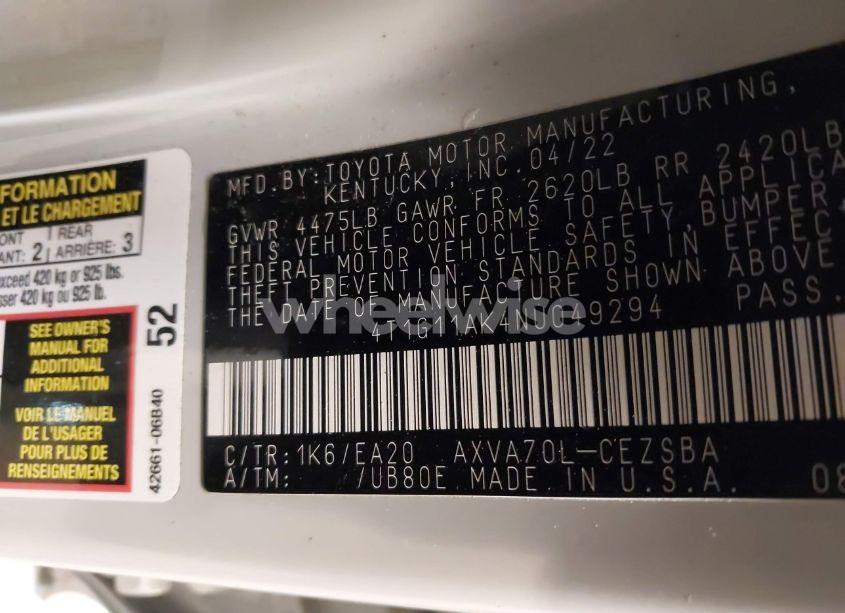 FORMATION
ET LE CHARGEMENT
ONT | REAR
ANT: 2 | ARRIÈRE: 3
exceed 420 kg or 925 lbs.
sser 420 kg ou 925 lb.
SEE OWNER'S
MANUAL FOR
ADDITIONAL
INFORMATION
VOIR LE MANUEL
DE L'USAGER
POUR PLUS DE
RENSEIGNEMENTS
52
42661-06B40
MFD. BY: TOYOTA MOTOR MANUFACTURING,
KENTUCKY, INC. 04/22
GVWR 4475LB GAWR FR 2620LB RR 2420LB
THIS VEHICLE CONFORMS TO ALL APPLICA
FEDERAL MOTOR VEHICLE SAFETY, BUMPER,
THEFT PREVENTION STANDARDS IN EFFEC
THE DATE OF MANUFACTURE SHOWN ABOVE
PASS.
wheelwise
C/TR: 1K6/EA20 AXVA70L-CEZSBA
A/TM: /UB80E MADE IN U.S.A. 08